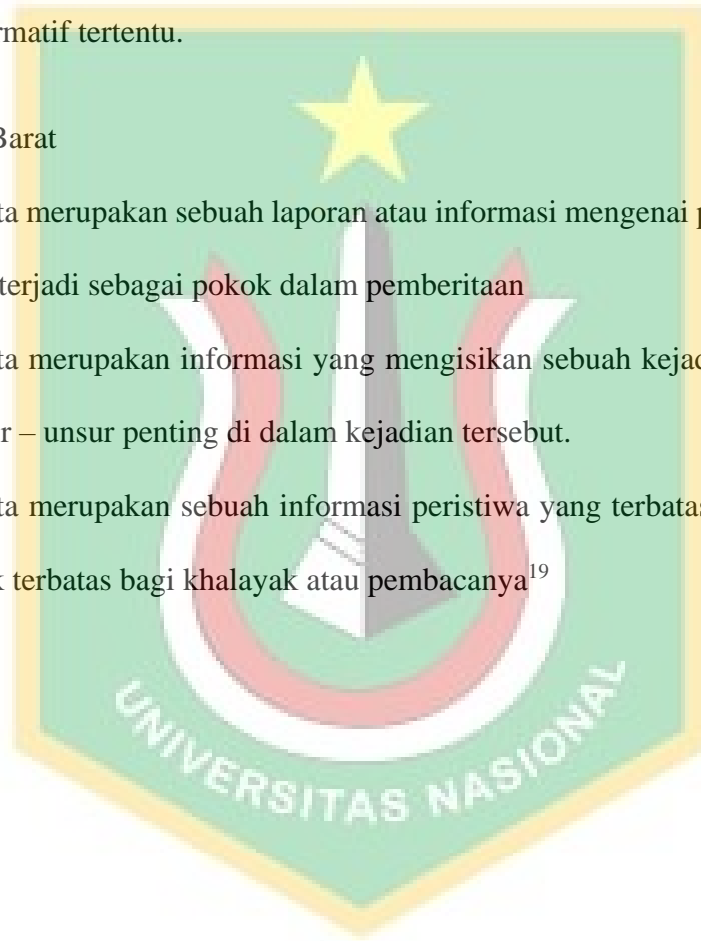 rmatif tertentu.
Barat
ta merupakan sebuah laporan atau informasi mengenai p
terjadi sebagai pokok dalam pemberitaan
ta merupakan informasi yang mengisikan sebuah kejad
r – unsur penting di dalam kejadian tersebut.
ta merupakan sebuah informasi peristiwa yang terbatas
k terbatas bagi khalayak atau pembacanya19
UNIVERSITAS NASIONAL